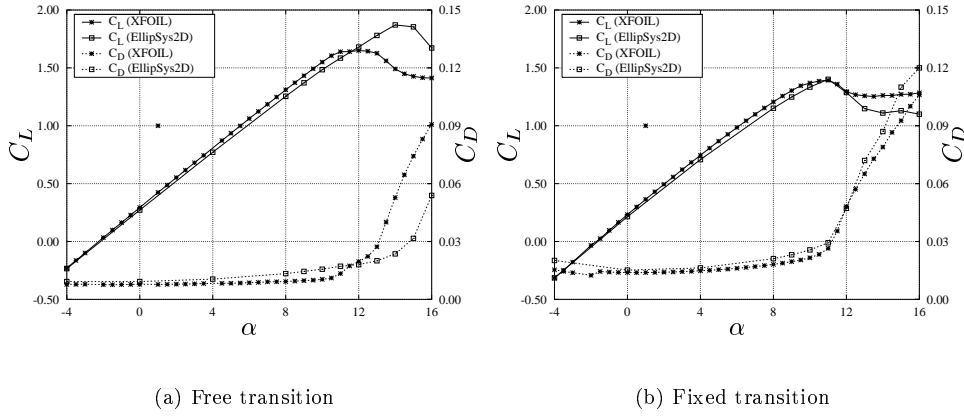 2.00
1.50
1.00
0.50
0.00
-0.50
C_L
C_L (XFOIL)
C_L (EllipSys2D)
C_D (XFOIL)
C_D (EllipSys2D)
0.15
0.12
0.09
0.06
0.03
0.00
C_D
-4 0 4 8 12 16
α
(a) Free transition
2.00
1.50
1.00
0.50
0.00
-0.50
C_L
C_L (XFOIL)
C_L (EllipSys2D)
C_D (XFOIL)
C_D (EllipSys2D)
0.15
0.12
0.09
0.06
0.03
0.00
C_D
-4 0 4 8 12 16
α
(b) Fixed transition